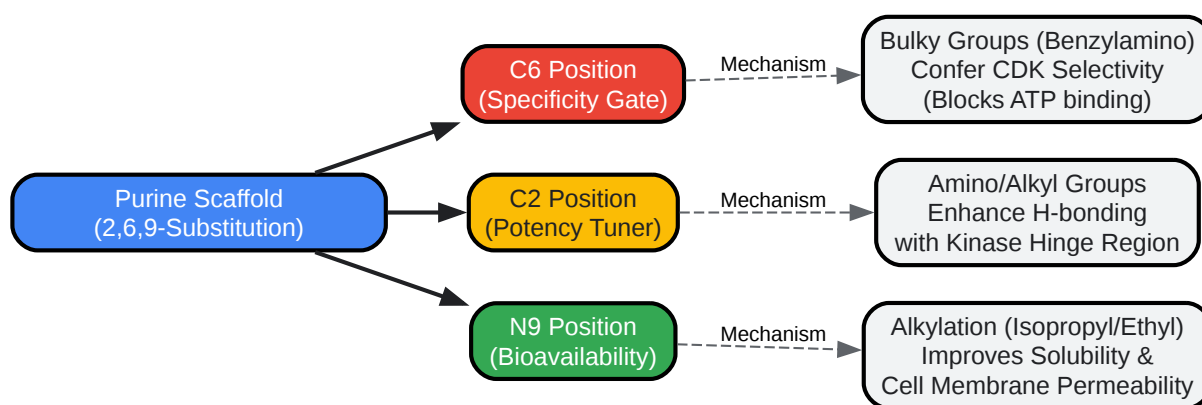 Purine Scaffold
(2,6,9-Substitution)
C6 Position
(Specificity Gate)
Mechanism
Bulky Groups (Benzylamino)
Confer CDK Selectivity
(Blocks ATP binding)
C2 Position
(Potency Tuner)
Mechanism
Amino/Alkyl Groups
Enhance H-bonding
with Kinase Hinge Region
N9 Position
(Bioavailability)
Mechanism
Alkylation (Isopropyl/Ethyl)
Improves Solubility &
Cell Membrane Permeability